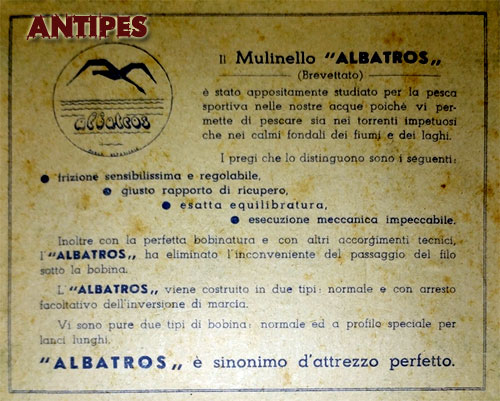 ANTIPES
albatros
Il Mulinello "ALBATROS„
(Brevettato)
è stato appositamente studiato per la pesca
sportiva nelle nostre acque poichè vi per-
mette di pescare sia nei torrenti impetuosi
che nei calmi fondali dei fiumi e dei laghi.
I pregi che lo distinguono sono i seguenti:
frizione sensibilissima e regolabile,
giusto rapporto di ricupero,
esatta equilibratura,
esecuzione meccanica impeccabile.
Inoltre con la perfetta bobinatura e con altri accorgimenti tecnici,
l'"ALBATROS„ ha eliminato l'inconveniente del passaggio del filo
sotto la bobina.
L'"ALBATROS„ viene costruito in due tipi: normale e con arresto
facoltativo dell'inversione di marcia.
Vi sono pure due tipi di bobina: normale ed a profilo speciale per
lanci lunghi.
"ALBATROS„ è sinonimo d'attrezzo perfetto.